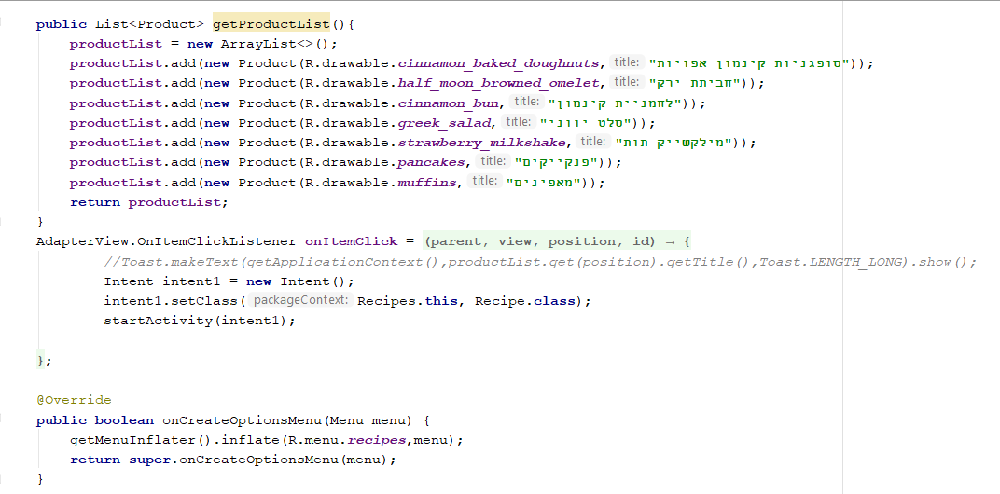 public List<Product> getProductList(){
productList = new ArrayList<>();
productList.add(new Product(R.drawable.cinnamon_baked_doughnuts, title: "סופגניות קינמון אפויות"));
productList.add(new Product(R.drawable.half_moon_browned_omelet, title: "חביתת ירק"));
productList.add(new Product(R.drawable.cinnamon_bun, title: "לחמניית קינמון"));
productList.add(new Product(R.drawable.greek_salad, title: "סלט יווני"));
productList.add(new Product(R.drawable.strawberry_milkshake, title: "מילקשייק תות"));
productList.add(new Product(R.drawable.pancakes, title: "פנקייקים"));
productList.add(new Product(R.drawable.muffins, title: "מאפינים"));
return productList;
}
AdapterView.OnItemClickListener onItemClick = (parent, view, position, id) → {
//Toast.makeText(getApplicationContext(),productList.get(position).getTitle(),Toast.LENGTH_LONG).show();
Intent intent1 = new Intent();
intent1.setClass( packageContext: Recipes.this, Recipe.class);
startActivity(intent1);
};
@Override
public boolean onCreateOptionsMenu(Menu menu) {
getMenuInflater().inflate(R.menu.recipes,menu);
return super.onCreateOptionsMenu(menu);
}